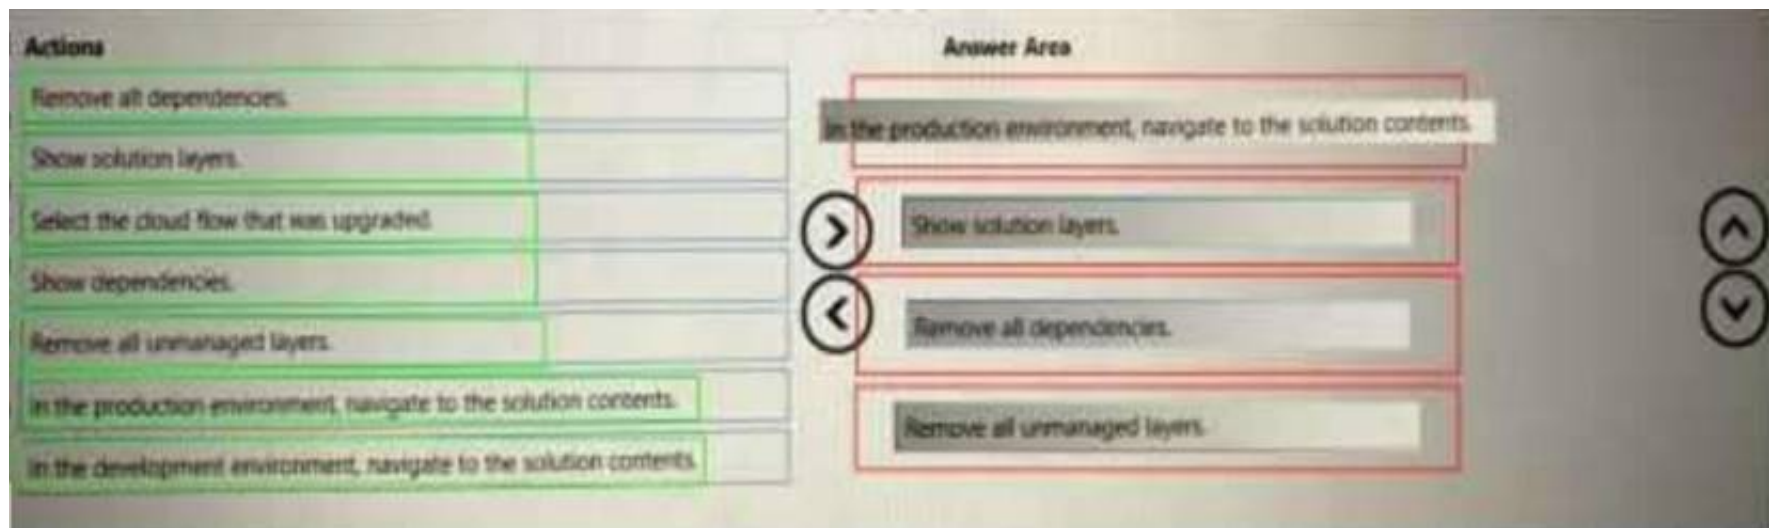 Actions
Remove all dependencies.
Show solution layers.
Select the cloud flow that was upgraded.
Show dependencies.
Remove all unmanaged layers.
In the production environment, navigate to the solution contents.
In the development environment, navigate to the solution contents.
Answer Area
In the production environment, navigate to the solution contents.
Show solution layers.
Remove all dependencies.
Remove all unmanaged layers.